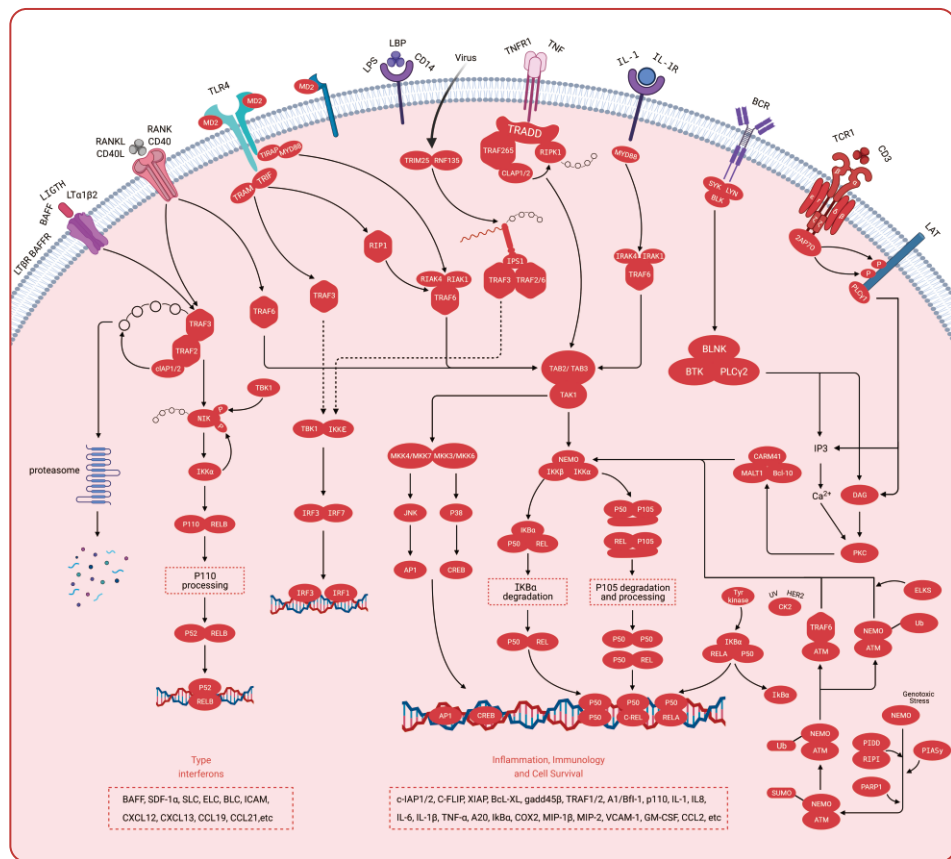 LBP
LPS
CD14
Virus
TNFR1
TNF
IL-1
IL-1R
TLR4
MD2
MD2
MD2
BCR
RANKL
CD40L
RANK
CD40
TCR1
CD3
LIGTH
BAFF
LTα1β2
LTβR BAFFR
LAT
TIRAP
MYD88
TRAM
TRIF
TRADD
TRAF265
RIPK1
CLAP1/2
TRIM25
RNF135
MYD88
SYK
LYN
BLK
2AP70
P
P
PLCγ1
RIP1
IPS1
TRAF3
TRAF2/6
RIAK4
RIAK1
TRAF6
IRAK4
IRAK1
TRAF6
TRAF3
TRAF2
cIAP1/2
TRAF6
TRAF3
BLNK
BTK
PLCγ2
TAB2/ TAB3
TAK1
TBK1
NIK
P
P
TBK1
IKKE
MKK4/MKK7
MKK3/MKK6
NEMO
IKKβ
IKKα
IP3
CARM41
MALT1
Bcl-10
Ca2+
DAG
PKC
proteasome
IKKα
IRF3
IRF7
JNK
P38
P50
P105
P110
RELB
IKBα
P50
REL
REL
P105
AP1
CREB
P110
processing
IKBα
degradation
P105 degradation
and processing
IRF3
IRF1
Tyr
kinase
UV
HER2
CK2
ELKS
TRAF6
ATM
NEMO
ATM
Ub
P52
RELB
P50
REL
P50
P50
P50
REL
IKBα
RELA
P50
IkBα
P52
RELB
AP1
CREB
P50
P50
P50
C-REL
P50
RELA
Genotoxic
Stress
NEMO
NEMO
ATM
Ub
PIDD
RIPI
PIASy
PARP1
SUMO
NEMO
ATM
Type
interferons
Inflammation, Immunology
and Cell Survival
BAFF, SDF-1α, SLC, ELC, BLC, ICAM,
CXCL12, CXCL13, CCL19, CCL21,etc
c-IAP1/2, C-FLIP, XIAP, BcL-XL, gadd45β, TRAF1/2, A1/Bfl-1, p110, IL-1, IL8,
IL-6, IL-1β, TNF-α, A20, IkBα, COX2, MIP-1β, MIP-2, VCAM-1, GM-CSF, CCL2, etc